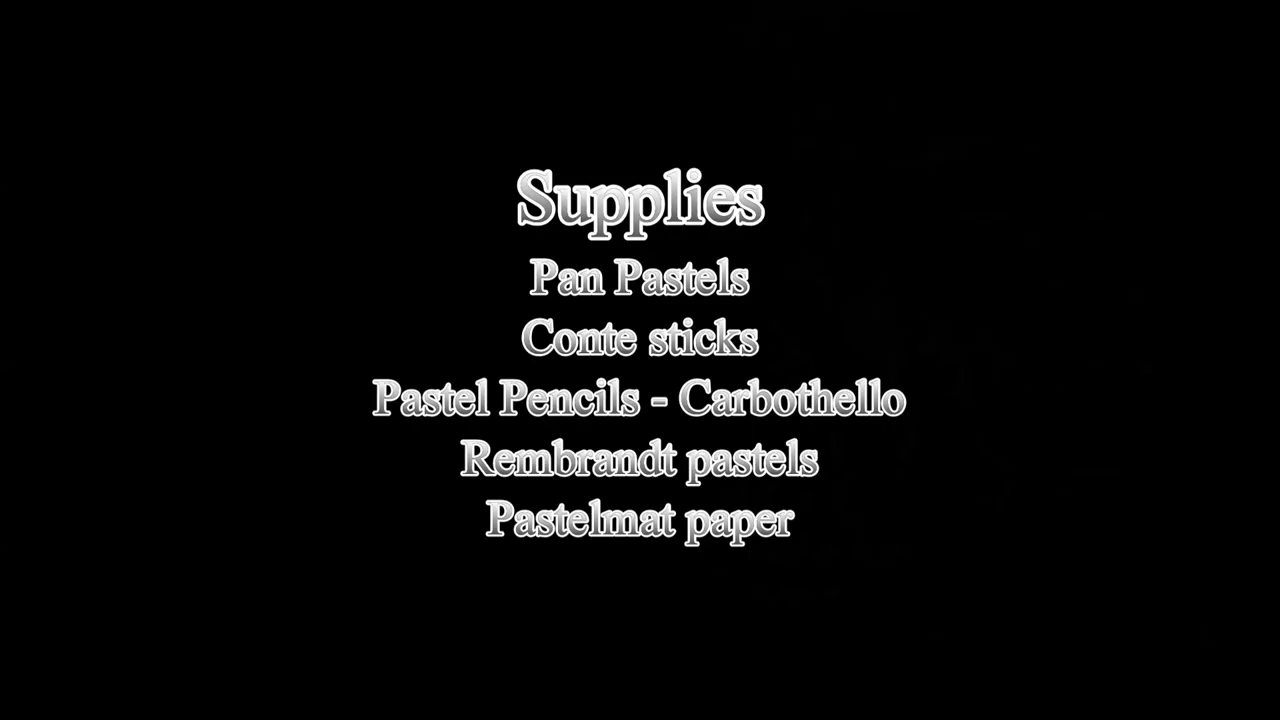 Supplies
Pan Pastels
Conte sticks
Pastel Pencils - Carbothello
Rembrandt pastels
Pastelmat paper